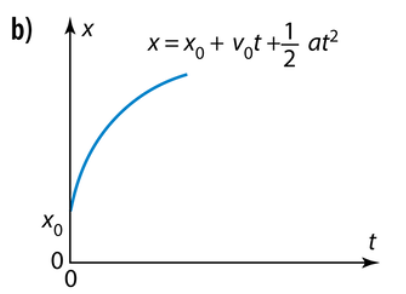 b)
x
x = x₀ + v₀t + 1/2 at²
x₀
t
0
0